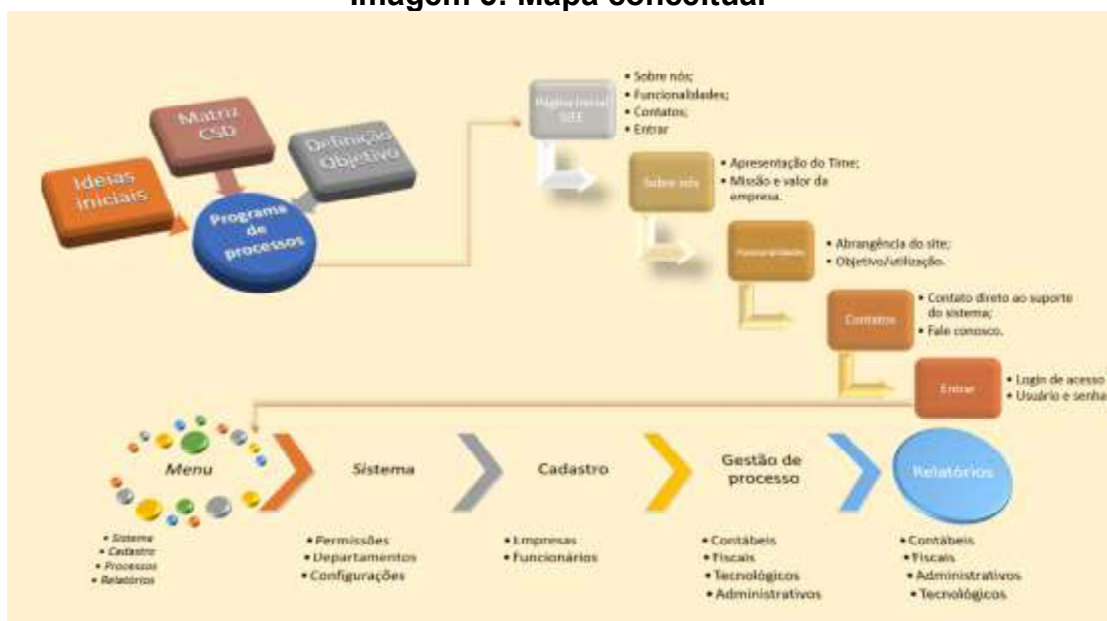 Imagem 3: Mapa conceitual
Ideias
iniciais
Matriz
CSD
Definição
Objetivo
Programa
de
processos
Página inicial
SITE
• Sobre nós;
• Funcionalidades;
• Contatos;
• Entrar
Sobre nós
• Apresentação do Time;
• Missão e valor da
empresa.
Funcionalidades
• Abrangência do site;
• Objetivo/utilização.
Contatos
• Contato direto ao suporte
do sistema;
• Fale conosco.
Entrar
• Login de acesso
• Usuário e senha
Menu
• Sistema
• Cadastro
• Processos
• Relatórios
Sistema
• Permissões
• Departamentos
• Configurações
Cadastro
• Empresas
• Funcionários
Gestão de
processo
• Contábeis
• Fiscais
• Tecnológicos
• Administrativos
Relatórios
• Contábeis
• Fiscais
• Administrativos
• Tecnológicos